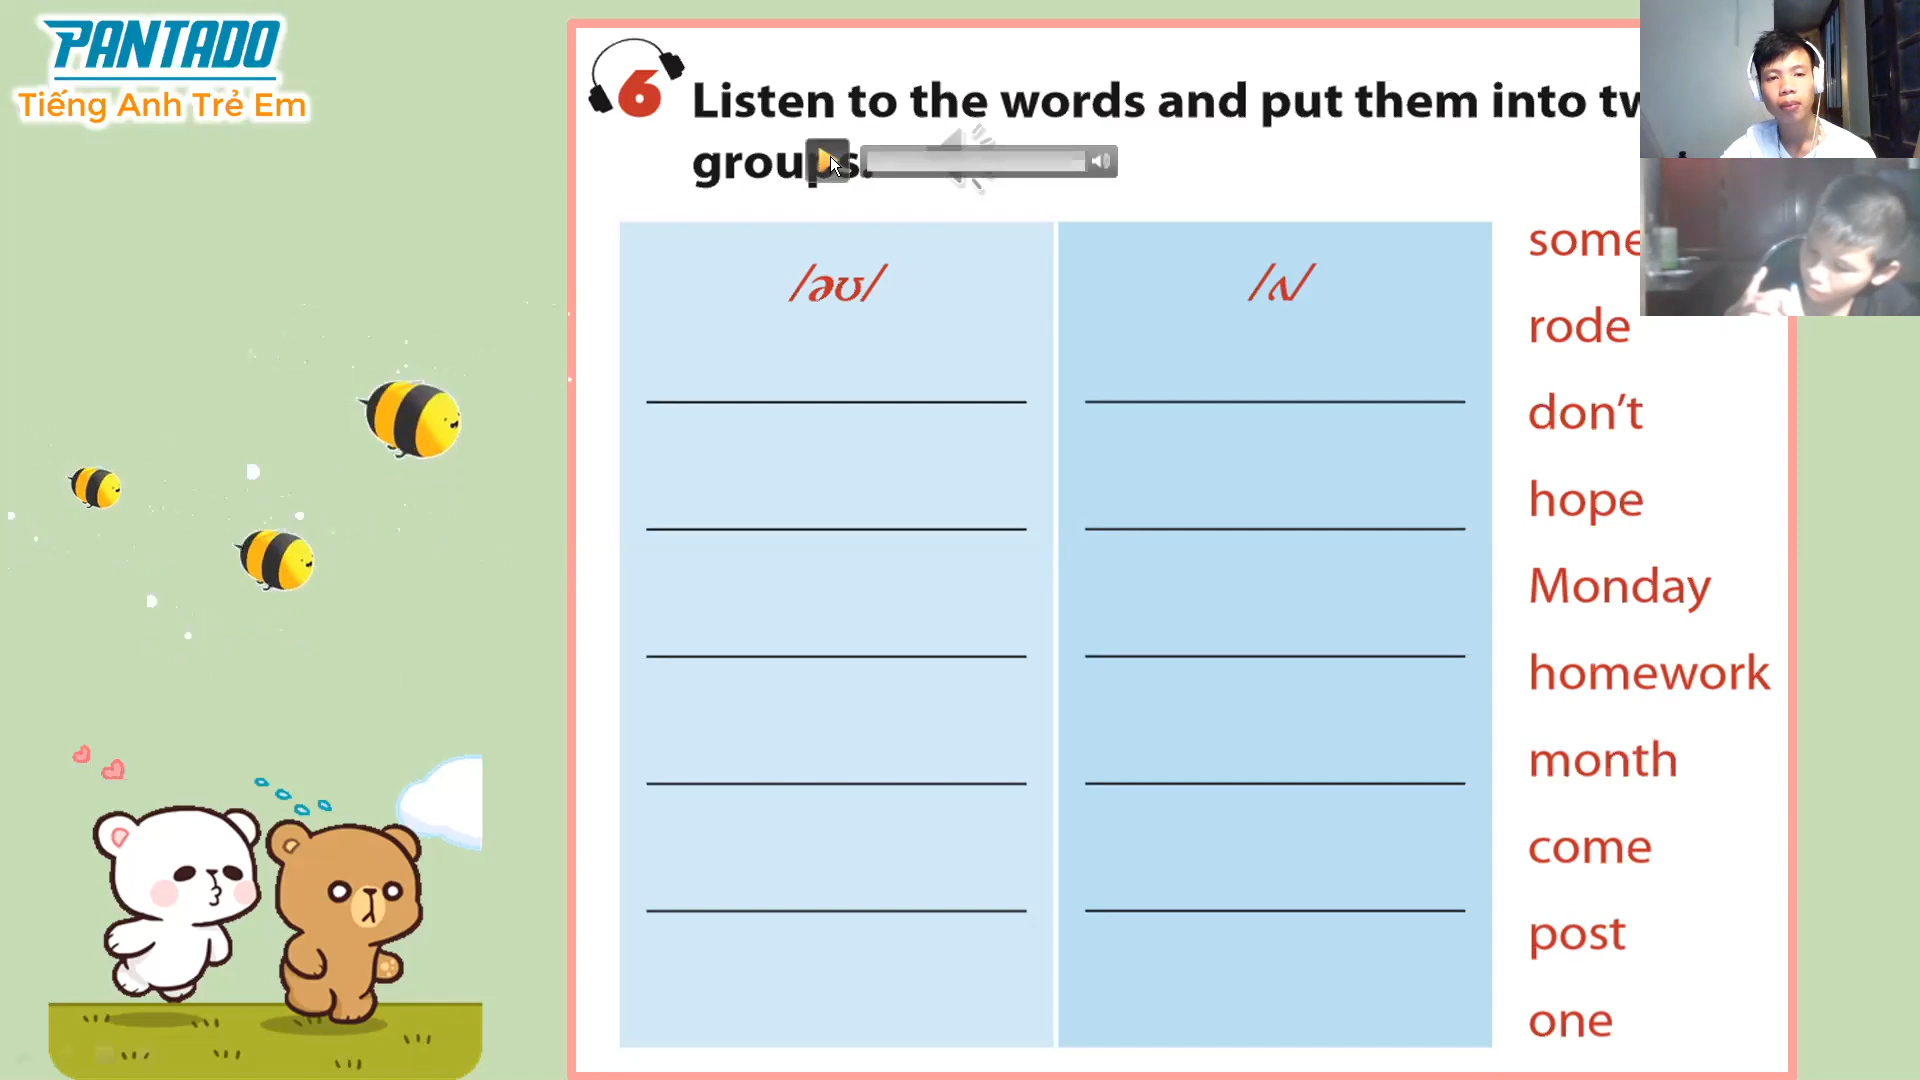 PANTADO
Tiếng Anh Trẻ Em
6
Listen to the words and put them into
groups.
/əʊ/
/ʌ/
some
rode
don't
hope
Monday
homework
month
come
post
one